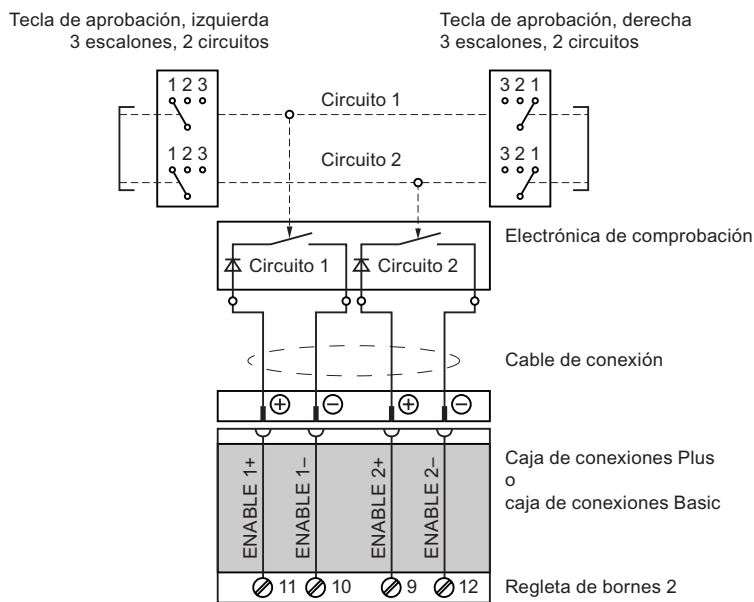 Tecla de aprobación, izquierda
3 escalones, 2 circuitos
Tecla de aprobación, derecha
3 escalones, 2 circuitos
1 2 3
Circuito 1
3 2 1
1 2 3
Circuito 2
3 2 1
Electrónica de comprobación
Circuito 1
Circuito 2
Cable de conexión
+
–
+
–
ENABLE 1+
ENABLE 1–
ENABLE 2+
ENABLE 2–
Caja de conexiones Plus
o
caja de conexiones Basic
11
10
9
12
Regleta de bornes 2